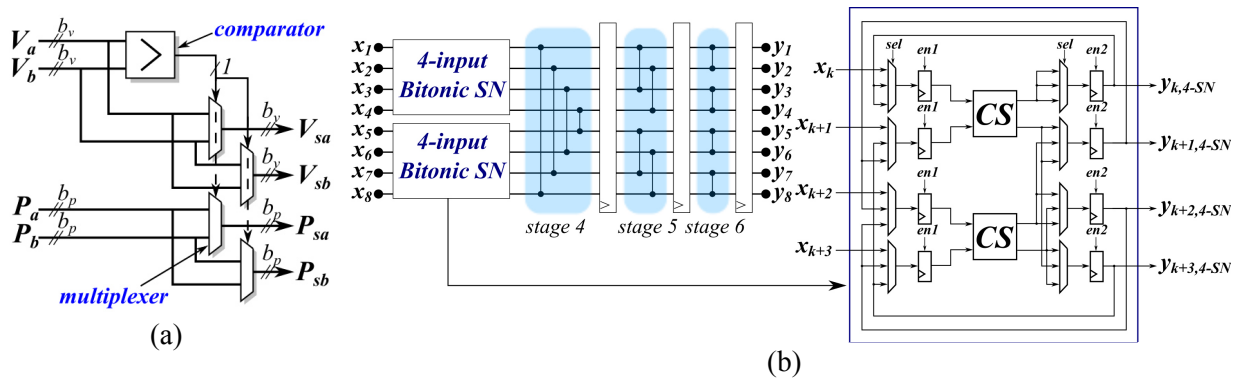 V_a b_v
V_b b_v
>
comparator
1
b_v V_sa
b_v V_sb
P_a b_p
P_b b_p
b_p P_sa
b_p P_sb
multiplexer
(a)
x_1
x_2
x_3
x_4
x_5
x_6
x_7
x_8
4-input
Bitonic SN
4-input
Bitonic SN
stage 4
stage 5
stage 6
y_1
y_2
y_3
y_4
y_5
y_6
y_7
y_8
sel
en1
sel
en2
x_k
y_k,4-SN
en1
CS
en2
x_k+1
y_k+1,4-SN
en1
en2
x_k+2
y_k+2,4-SN
en1
CS
en2
x_k+3
y_k+3,4-SN
(b)